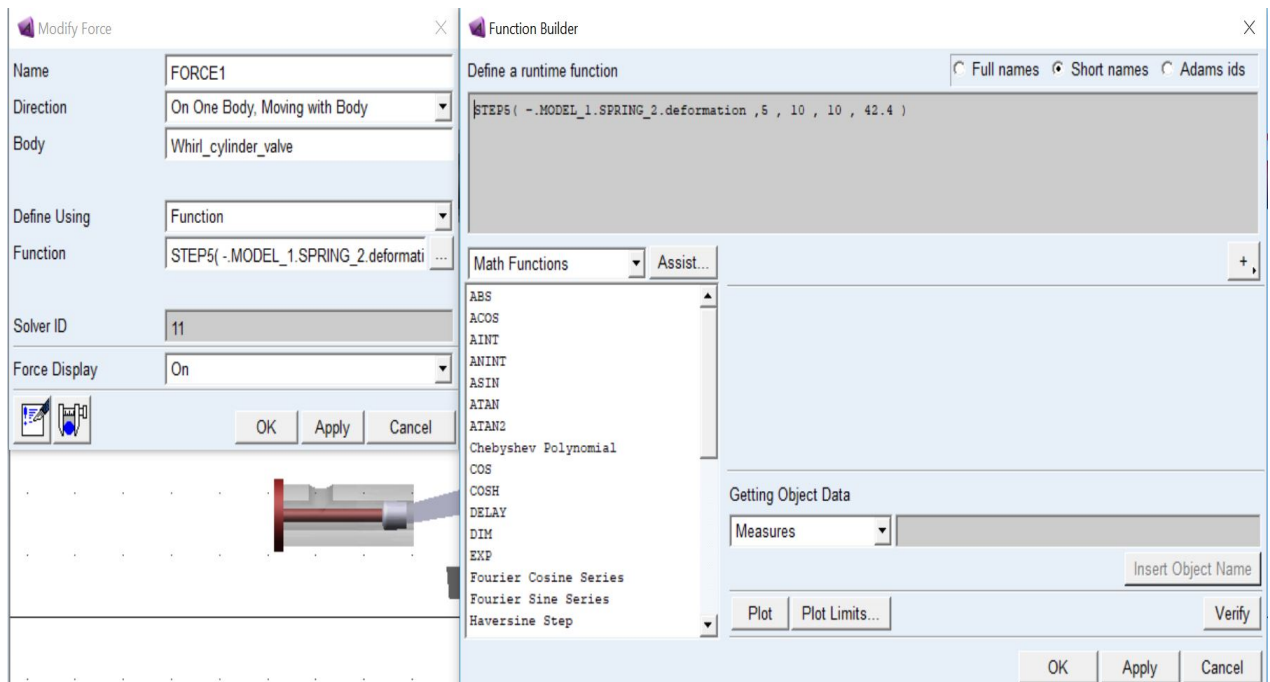 Modify Force
Name FORCE1
Direction On One Body, Moving with Body
Body Whirl_cylinder_valve
Define Using Function
Function STEP5( -.MODEL_1.SPRING_2.deformati ...
Solver ID 11
Force Display On
OK Apply Cancel
Function Builder
Define a runtime function Full names Short names Adams ids
STEP5( -.MODEL_1.SPRING_2.deformation ,5 , 10 , 10 , 42.4 )
Math Functions Assist... +
ABS
ACOS
AINT
ANINT
ASIN
ATAN
ATAN2
Chebyshev Polynomial
COS
COSH
DELAY
DIM
EXP
Fourier Cosine Series
Fourier Sine Series
Haversine Step
Getting Object Data
Measures
Insert Object Name
Plot Plot Limits... Verify
OK Apply Cancel